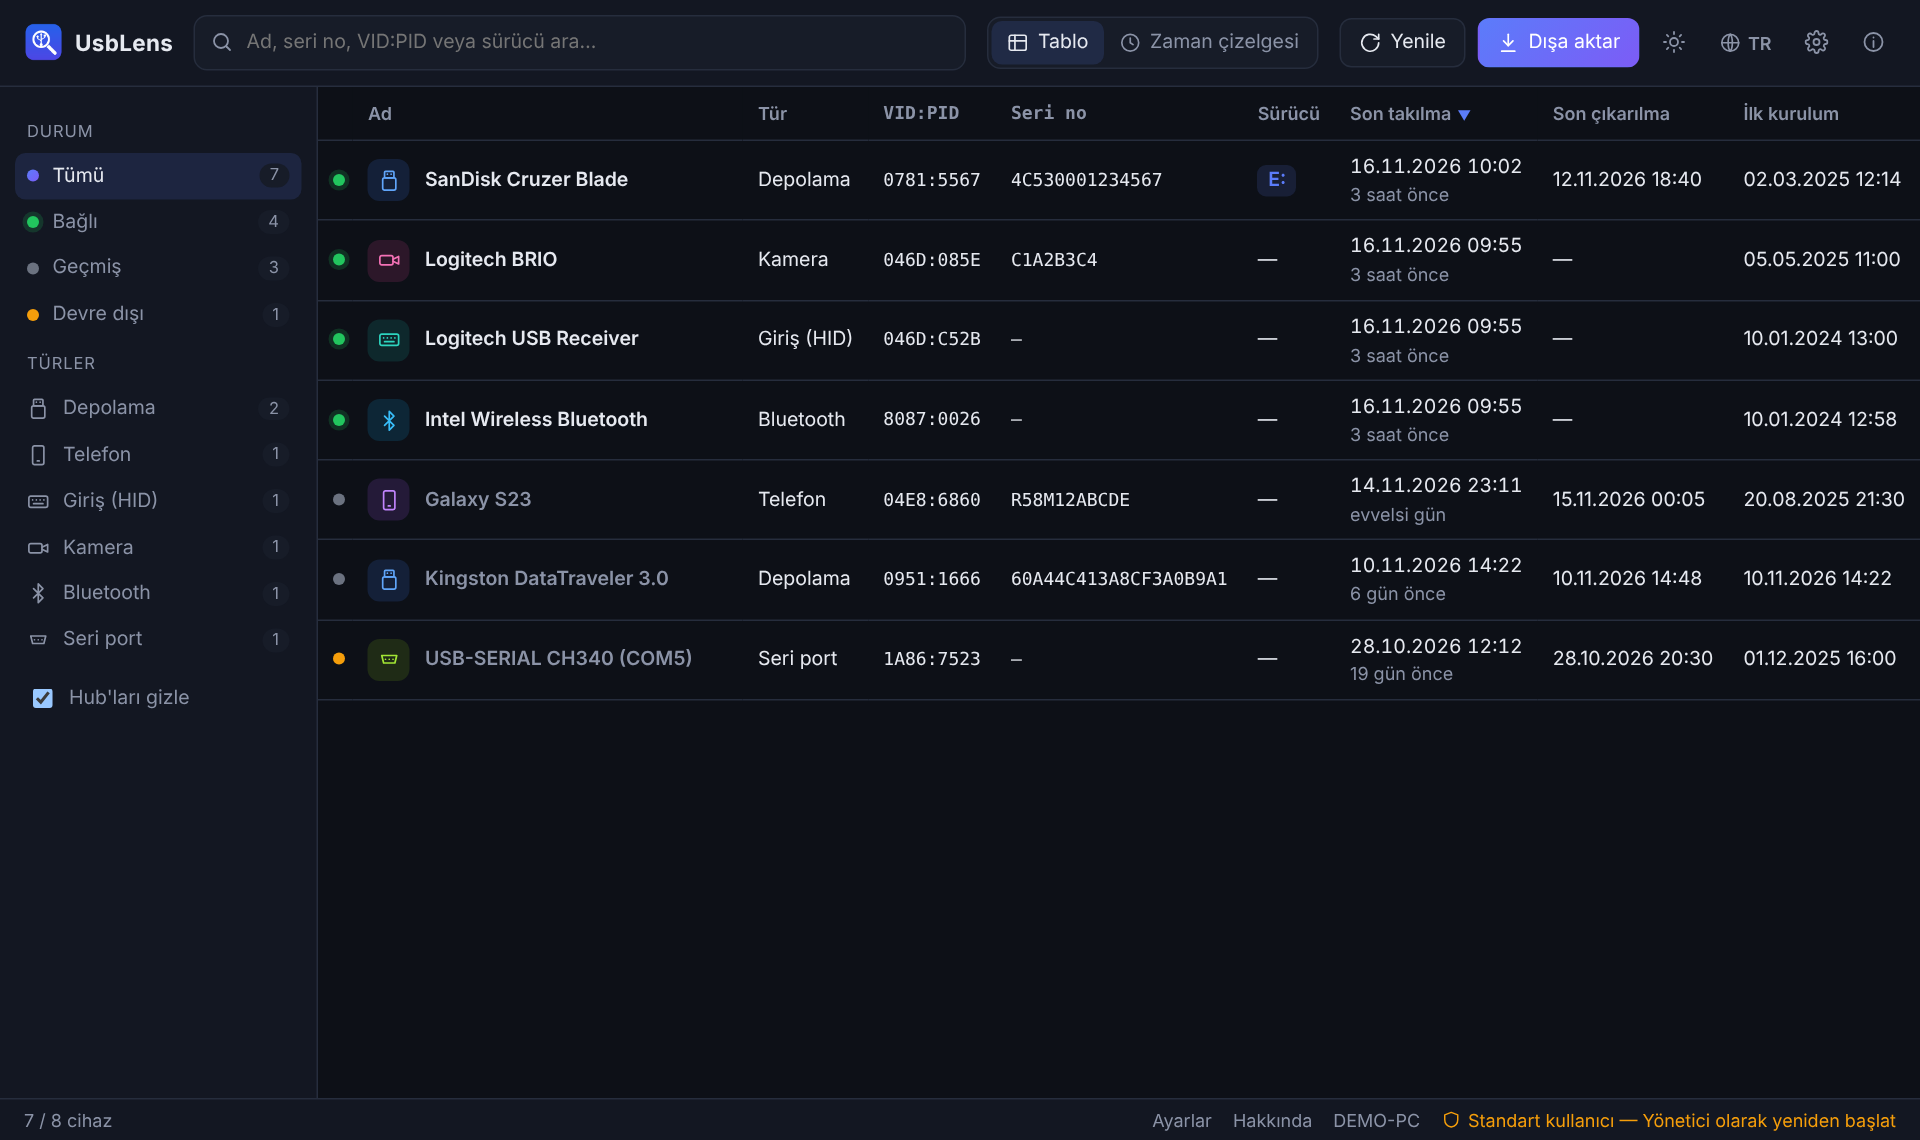 UsbLens
Ad, seri no, VID:PID veya sürücü ara...
Tablo
Zaman çizelgesi
Yenile
Dışa aktar
TR
DURUM
Tümü 7
Bağlı 4
Geçmiş 3
Devre dışı 1
TÜRLER
Depolama 2
Telefon 1
Giriş (HID) 1
Kamera 1
Bluetooth 1
Seri port 1
Hub'ları gizle
Ad Tür VID:PID Seri no Sürücü Son takılma ▼ Son çıkarılma İlk kurulum
SanDisk Cruzer Blade Depolama 0781:5567 4C530001234567 E: 16.11.2026 10:02 12.11.2026 18:40 02.03.2025 12:14
3 saat önce
Logitech BRIO Kamera 046D:085E C1A2B3C4 — 16.11.2026 09:55 — 05.05.2025 11:00
3 saat önce
Logitech USB Receiver Giriş (HID) 046D:C52B — — 16.11.2026 09:55 — 10.01.2024 13:00
3 saat önce
Intel Wireless Bluetooth Bluetooth 8087:0026 — — 16.11.2026 09:55 — 10.01.2024 12:58
3 saat önce
Galaxy S23 Telefon 04E8:6860 R58M12ABCDE — 14.11.2026 23:11 15.11.2026 00:05 20.08.2025 21:30
evvelsi gün
Kingston DataTraveler 3.0 Depolama 0951:1666 60A44C413A8CF3A0B9A1 — 10.11.2026 14:22 10.11.2026 14:48 10.11.2026 14:22
6 gün önce
USB-SERIAL CH340 (COM5) Seri port 1A86:7523 — — 28.10.2026 12:12 28.10.2026 20:30 01.12.2025 16:00
19 gün önce
7 / 8 cihaz
Ayarlar Hakkında DEMO-PC Standart kullanıcı — Yönetici olarak yeniden başlat